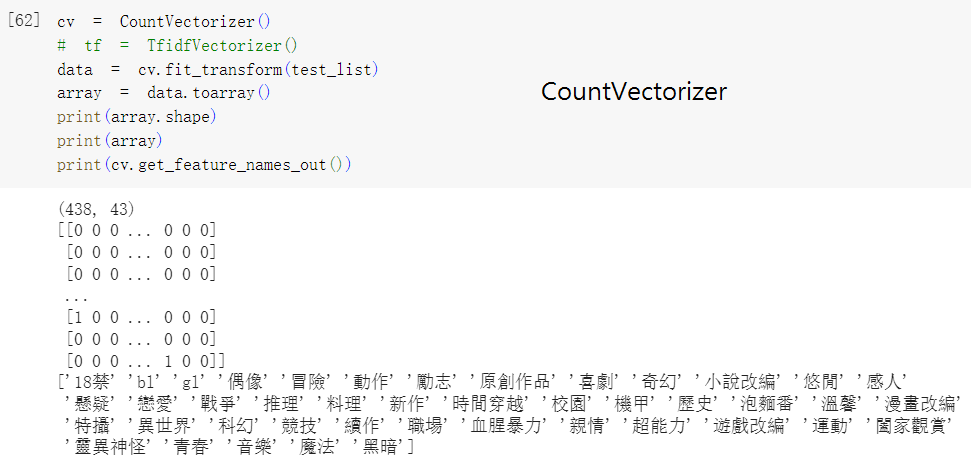 [62] cv = CountVectorizer()
# tf = TfidfVectorizer()
data = cv.fit_transform(test_list)
array = data.toarray()
CountVectorizer
print(array.shape)
print(array)
print(cv.get_feature_names_out())
(438, 43)
[[0 0 0 ... 0 0 0]
[0 0 0 ... 0 0 0]
[0 0 0 ... 0 0 0]
...
[1 0 0 ... 0 0 0]
[0 0 0 ... 0 0 0]
[0 0 0 ... 1 0 0]]
['18禁' 'bl' 'gl' '偶像' '冒險' '動作' '勵志' '原創作品' '喜劇' '奇幻' '小說改編' '悠閒' '感人'
'懸疑' '戀愛' '戰爭' '推理' '料理' '新作' '時間穿越' '校園' '機甲' '歷史' '泡麵番' '溫馨' '漫畫改編'
'特攝' '異世界' '科幻' '競技' '續作' '職場' '血腥暴力' '親情' '超能力' '遊戲改編' '運動' '闔家觀賞'
'靈異神怪' '青春' '音樂' '魔法' '黑暗']